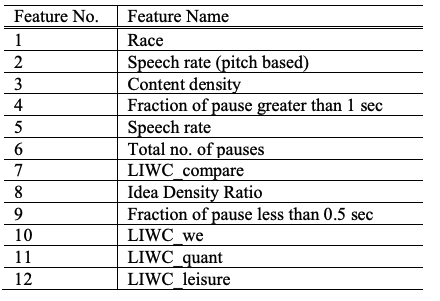 Feature No. Feature Name
1 Race
2 Speech rate (pitch based)
3 Content density
4 Fraction of pause greater than 1 sec
5 Speech rate
6 Total no. of pauses
7 LIWC_compare
8 Idea Density Ratio
9 Fraction of pause less than 0.5 sec
10 LIWC_we
11 LIWC_quant
12 LIWC_leisure